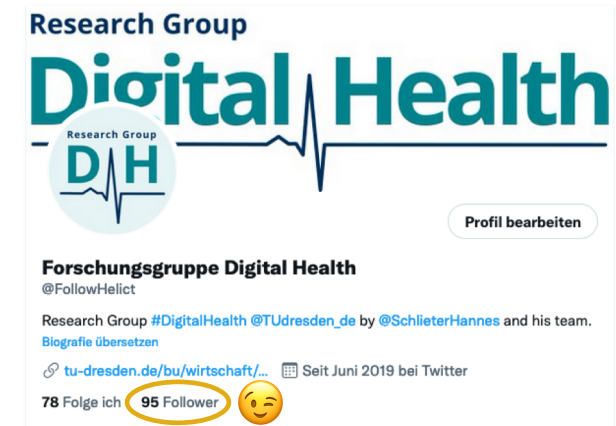 Research Group
Digital Health
Research Group
DH
Profil bearbeiten
Forschungsgruppe Digital Health
@FollowHelict
Research Group #DigitalHealth @TUdresden_de by @SchlieterHannes and his team.
Biografie übersetzen
tu-dresden.de/bu/wirtschaft/... Seit Juni 2019 bei Twitter
78 Folge ich 95 Follower